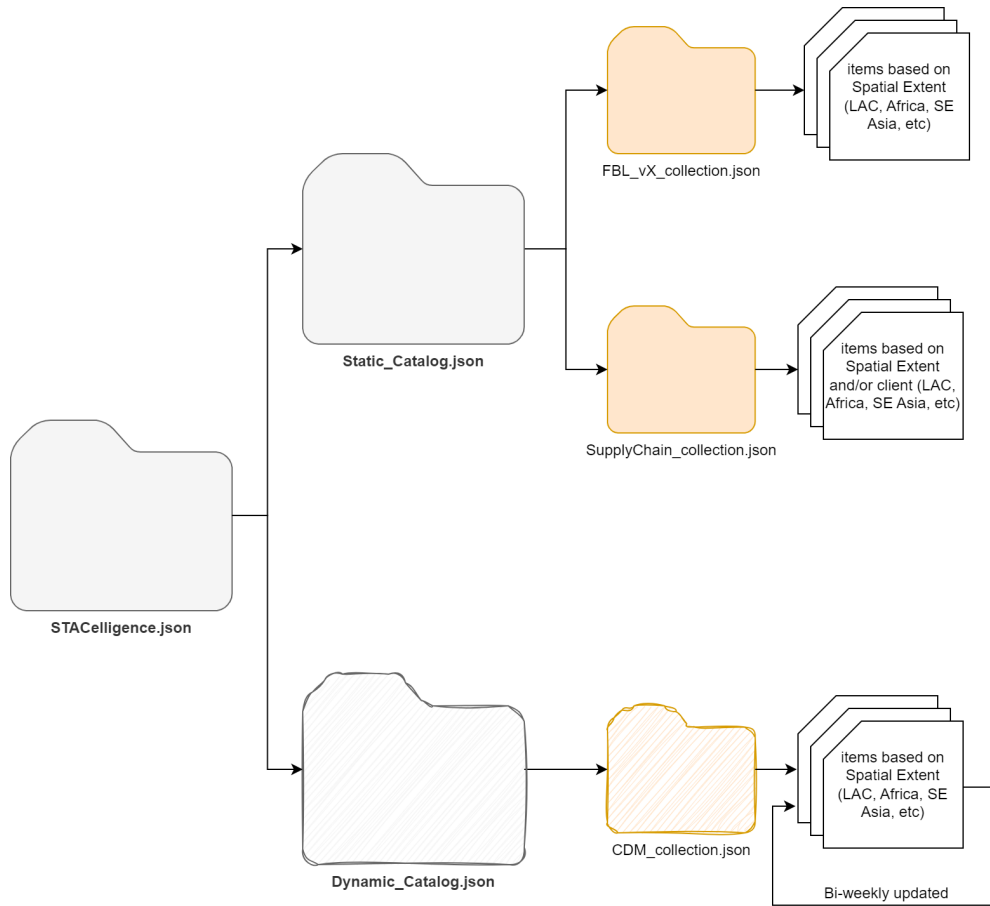 items based on
Spatial Extent
(LAC, Africa, SE
Asia, etc)
FBL_vX_collection.json
Static_Catalog.json
items based on
Spatial Extent
and/or client (LAC,
Africa, SE Asia, etc)
SupplyChain_collection.json
STACelligence.json
items based on
Spatial Extent
(LAC, Africa, SE
Asia, etc)
CDM_collection.json
Dynamic_Catalog.json
Bi-weekly updated